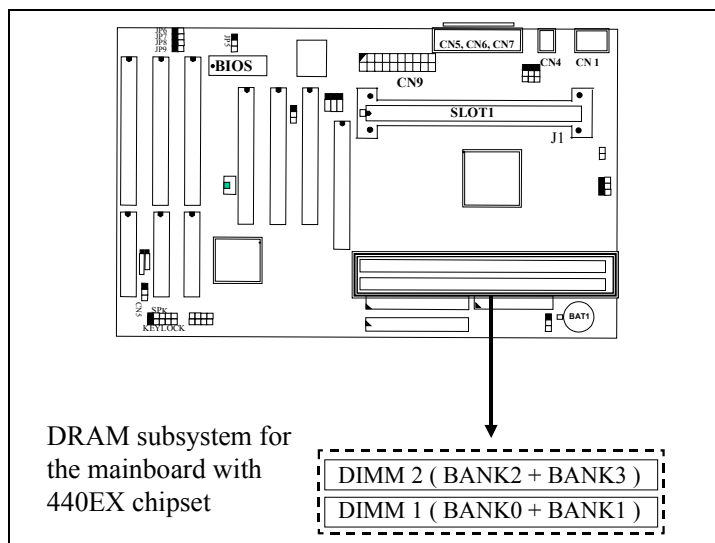 JP6
JP7
JP8
JP9
JP5
BIOS
CN5, CN6, CN7
CN4
CN 1
CN9
SLOT1
J1
CN5
SPK
KEYLOCK
BAT1
DRAM subsystem for
the mainboard with
440EX chipset
DIMM 2 ( BANK2 + BANK3 )
DIMM 1 ( BANK0 + BANK1 )